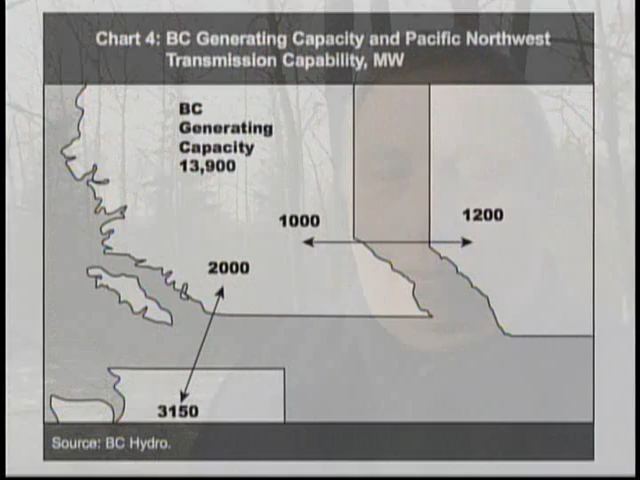 Chart 4: BC Generating Capacity and Pacific Northwest
Transmission Capability, MW
BC
Generating
Capacity
13,900
1000
1200
2000
3150
Source: BC Hydro.